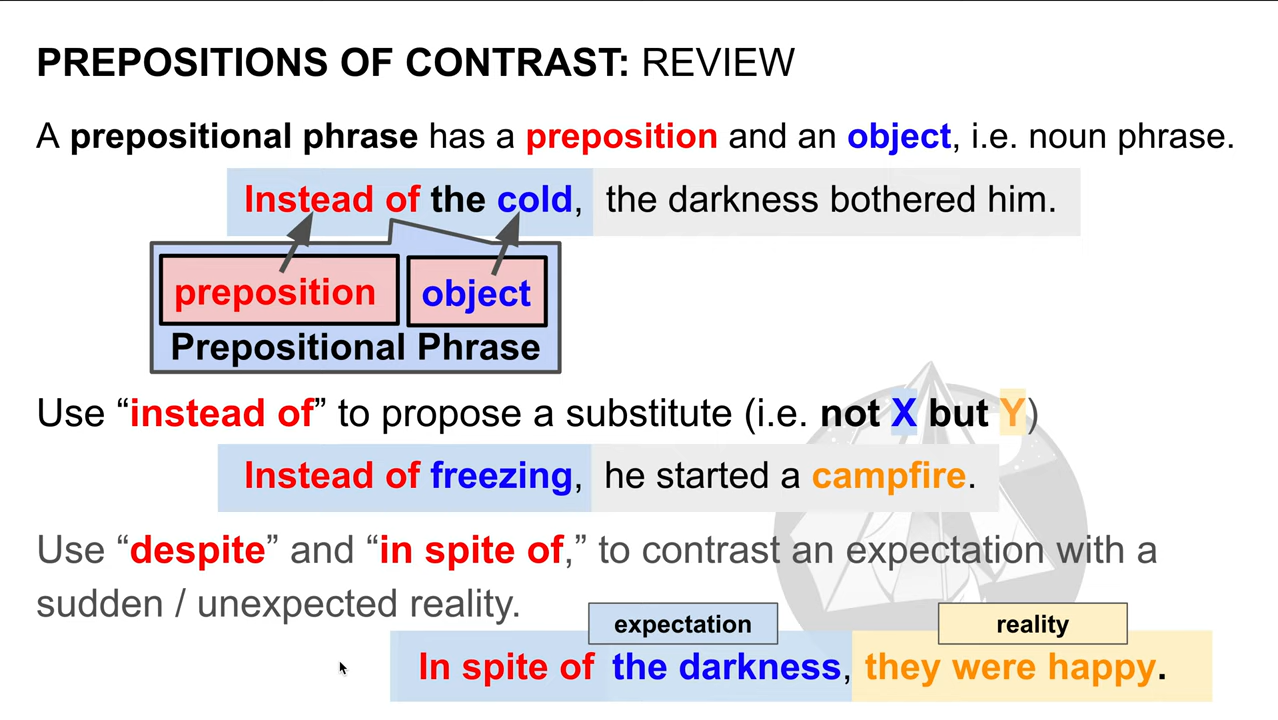 PREPOSITIONS OF CONTRAST: REVIEW
A prepositional phrase has a preposition and an object, i.e. noun phrase.
Instead of the cold, the darkness bothered him.
preposition object
Prepositional Phrase
Use “instead of” to propose a substitute (i.e. not X but Y)
Instead of freezing, he started a campfire.
Use “despite” and “in spite of,” to contrast an expectation with a
sudden / unexpected reality.
expectation reality
In spite of the darkness, they were happy.